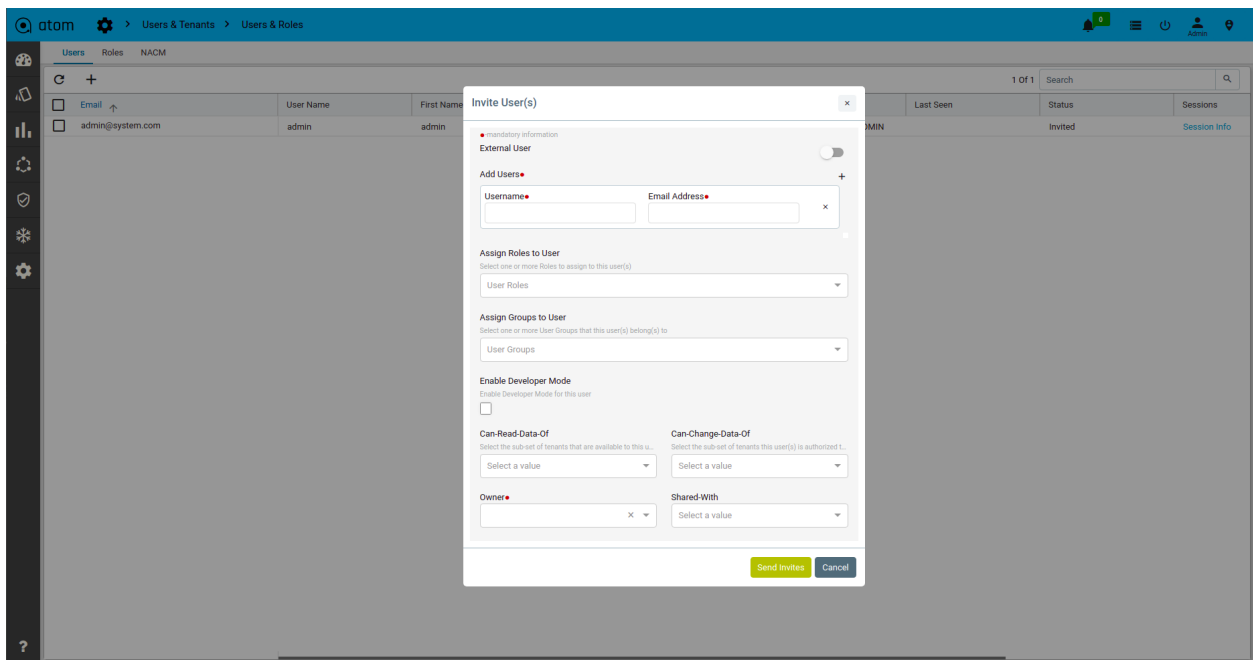 atom > Users & Tenants > Users & Roles 0 Admin
Users Roles NACM
1 Of 1 Search
Email User Name First Name Last Seen Status Sessions
admin@system.com admin admin DMIN Invited Session Info
Invite User(s) ×
mandatory information
External User
Add Users +
Username Email Address
×
Assign Roles to User
Select one or more Roles to assign to this user(s)
User Roles
Assign Groups to User
Select one or more User Groups that this user(s) belong(s) to
User Groups
Enable Developer Mode
Enable Developer Mode for this user
Can-Read-Data-Of Can-Change-Data-Of
Select the sub-set of tenants that are available to this u... Select the sub-set of tenants this user(s) is authorized t...
Select a value Select a value
Owner Shared-With
× Select a value
Send Invites Cancel
?